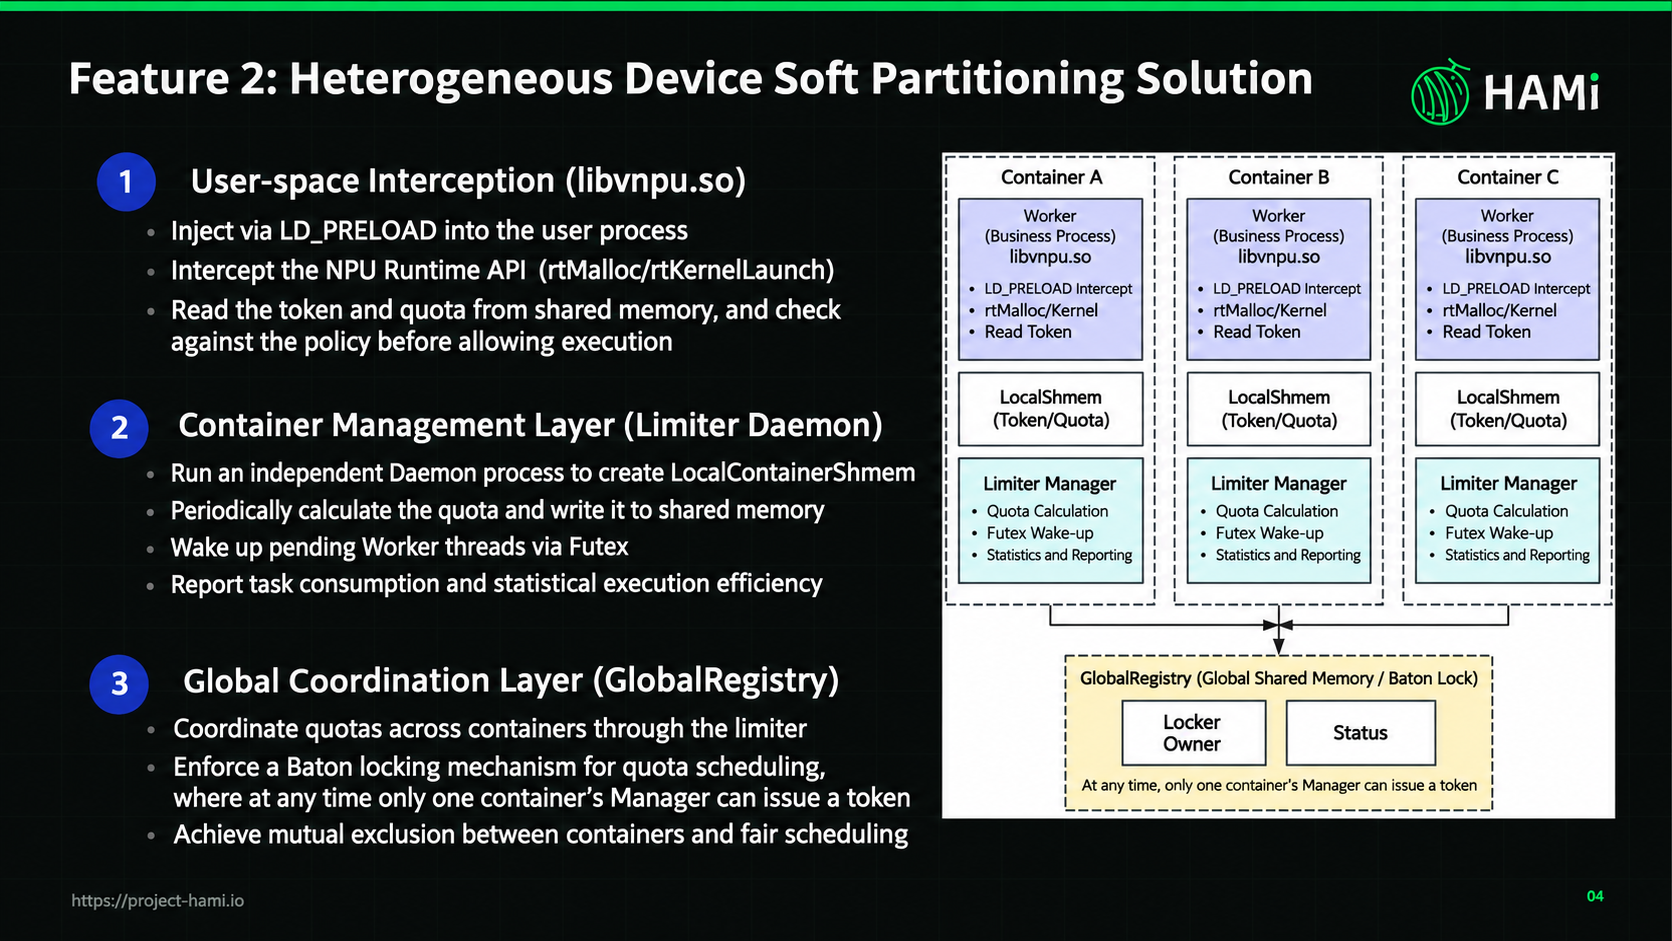 Feature 2: Heterogeneous Device Soft Partitioning Solution
HAMi
1
User-space Interception (libvnpu.so)
• Inject via LD_PRELOAD into the user process
• Intercept the NPU Runtime API (rtMalloc/rtKernelLaunch)
• Read the token and quota from shared memory, and check
against the policy before allowing execution
2
Container Management Layer (Limiter Daemon)
• Run an independent Daemon process to create LocalContainerShmem
• Periodically calculate the quota and write it to shared memory
• Wake up pending Worker threads via Futex
• Report task consumption and statistical execution efficiency
3
Global Coordination Layer (GlobalRegistry)
• Coordinate quotas across containers through the limiter
• Enforce a Baton locking mechanism for quota scheduling,
where at any time only one container's Manager can issue a token
• Achieve mutual exclusion between containers and fair scheduling
Container A
Worker
(Business Process)
libvnpu.so
• LD_PRELOAD Intercept
• rtMalloc/Kernel
• Read Token
LocalShmem
(Token/Quota)
Limiter Manager
• Quota Calculation
• Futex Wake-up
• Statistics and Reporting
Container B
Worker
(Business Process)
libvnpu.so
• LD_PRELOAD Intercept
• rtMalloc/Kernel
• Read Token
LocalShmem
(Token/Quota)
Limiter Manager
• Quota Calculation
• Futex Wake-up
• Statistics and Reporting
Container C
Worker
(Business Process)
libvnpu.so
• LD_PRELOAD Intercept
• rtMalloc/Kernel
• Read Token
LocalShmem
(Token/Quota)
Limiter Manager
• Quota Calculation
• Futex Wake-up
• Statistics and Reporting
GlobalRegistry (Global Shared Memory / Baton Lock)
Locker
Owner
Status
At any time, only one container's Manager can issue a token
https://project-hami.io
04